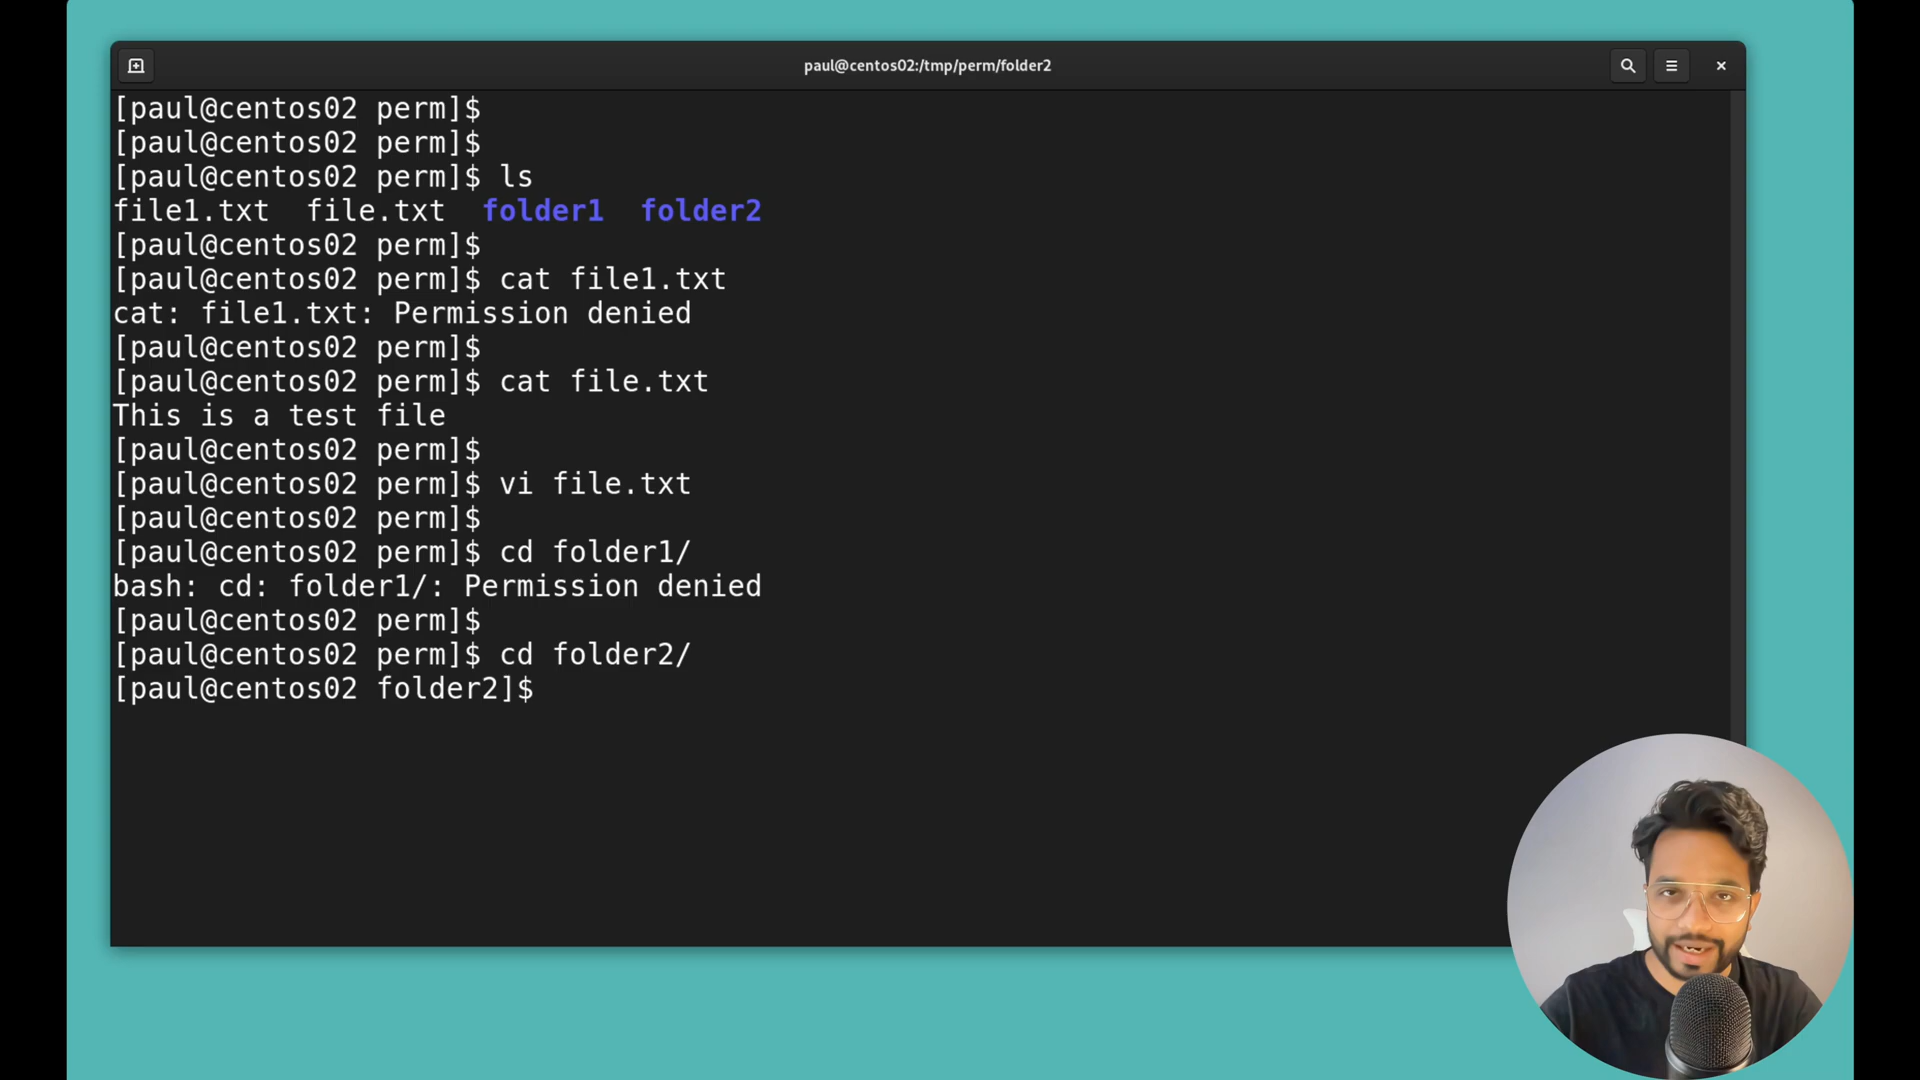 paul@centos02:/tmp/perm/folder2
[paul@centos02 perm]$
[paul@centos02 perm]$
[paul@centos02 perm]$ ls
file1.txt  file.txt  folder1  folder2
[paul@centos02 perm]$
[paul@centos02 perm]$ cat file1.txt
cat: file1.txt: Permission denied
[paul@centos02 perm]$
[paul@centos02 perm]$ cat file.txt
This is a test file
[paul@centos02 perm]$
[paul@centos02 perm]$ vi file.txt
[paul@centos02 perm]$
[paul@centos02 perm]$ cd folder1/
bash: cd: folder1/: Permission denied
[paul@centos02 perm]$
[paul@centos02 perm]$ cd folder2/
[paul@centos02 folder2]$